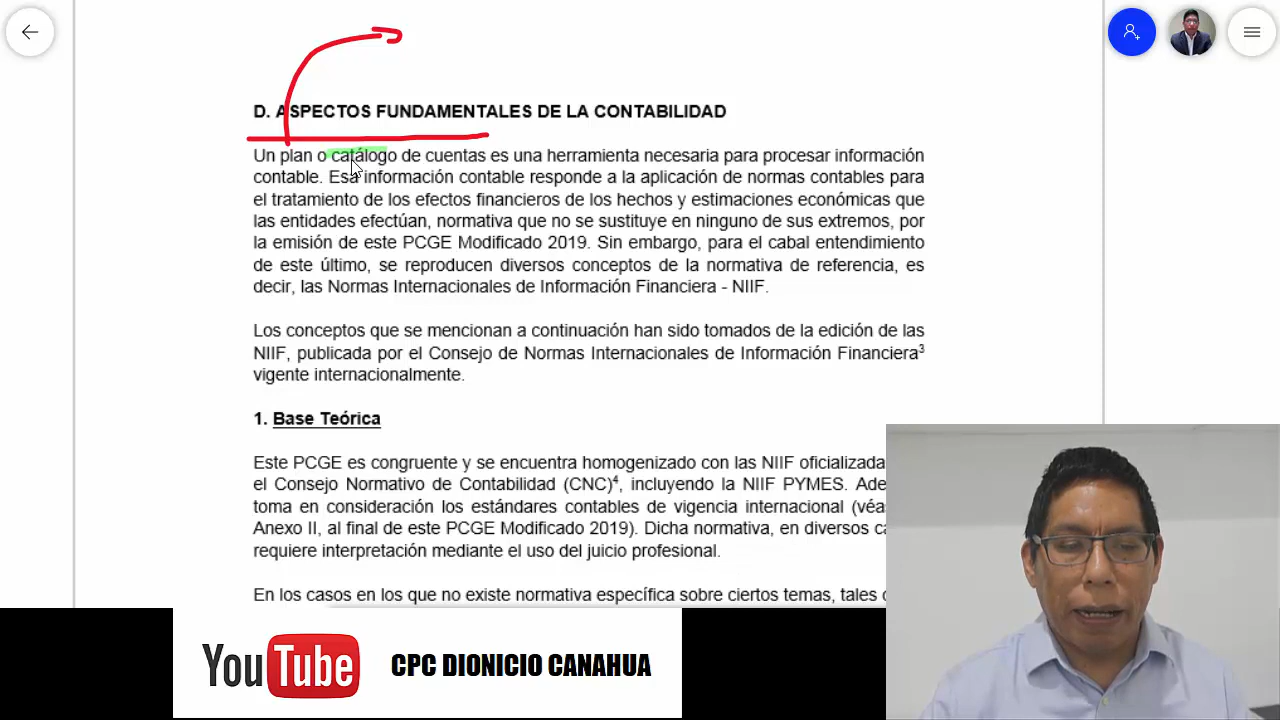 D. ASPECTOS FUNDAMENTALES DE LA CONTABILIDAD
Un plan o catálogo de cuentas es una herramienta necesaria para procesar información
contable. Esa información contable responde a la aplicación de normas contables para
el tratamiento de los efectos financieros de los hechos y estimaciones económicas que
las entidades efectúan, normativa que no se sustituye en ninguno de sus extremos, por
la emisión de este PCGE Modificado 2019. Sin embargo, para el cabal entendimiento
de este último, se reproducen diversos conceptos de la normativa de referencia, es
decir, las Normas Internacionales de Información Financiera - NIIF.
Los conceptos que se mencionan a continuación han sido tomados de la edición de las
NIIF, publicada por el Consejo de Normas Internacionales de Información Financiera³
vigente internacionalmente.
1. Base Teórica
Este PCGE es congruente y se encuentra homogenizado con las NIIF oficializada
el Consejo Normativo de Contabilidad (CNC)⁴, incluyendo la NIIF PYMES. Ade
toma en consideración los estándares contables de vigencia internacional (véa
Anexo II, al final de este PCGE Modificado 2019). Dicha normativa, en diversos ca
requiere interpretación mediante el uso del juicio profesional.
En los casos en los que no existe normativa específica sobre ciertos temas, tales
YouTube CPC DIONICIO CANAHUA